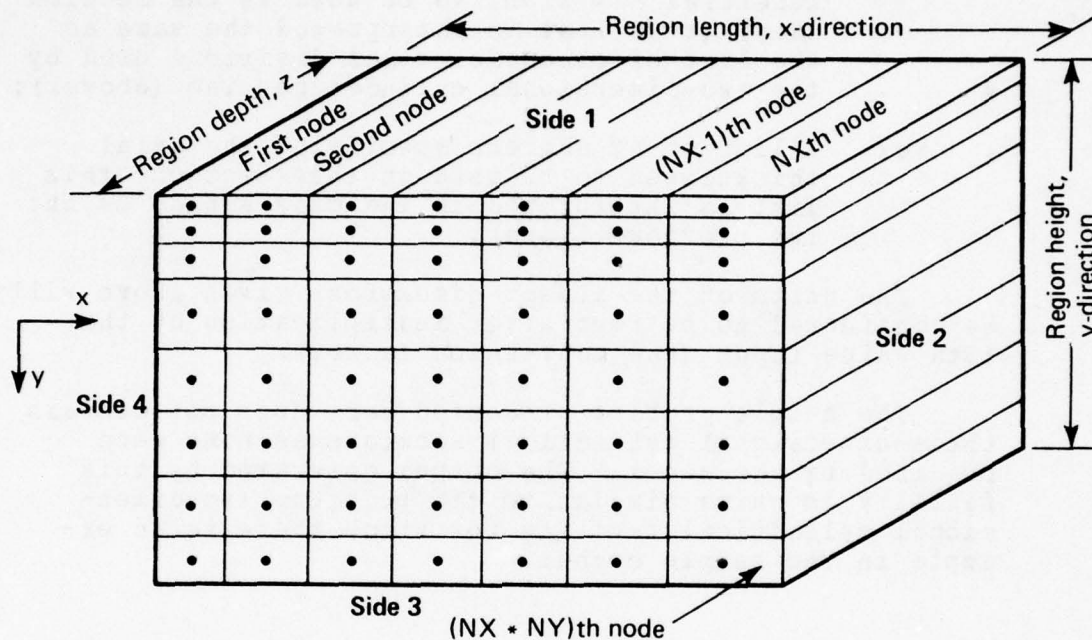 Region length, x-direction
Region depth, z
First node
Second node
Side 1
(NX-1)th node
NXth node
Region height,
y-direction
x
y
Side 2
Side 4
Side 3
(NX * NY)th node